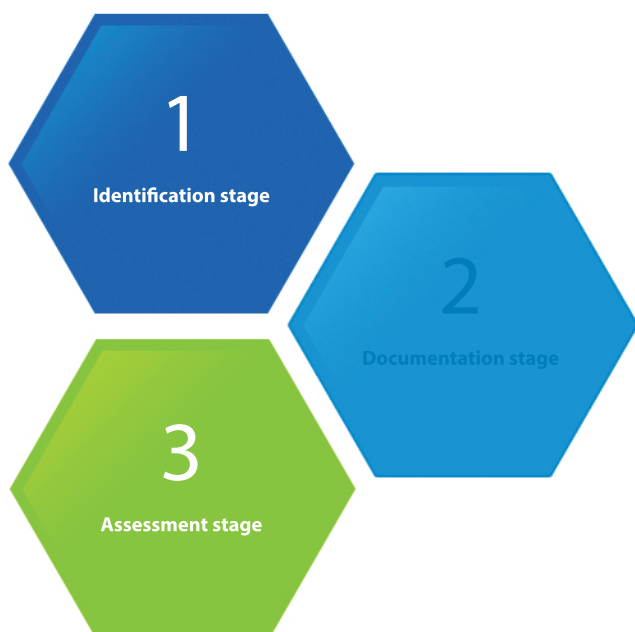 1
Identification stage
2
Documentation stage
3
Assessment stage